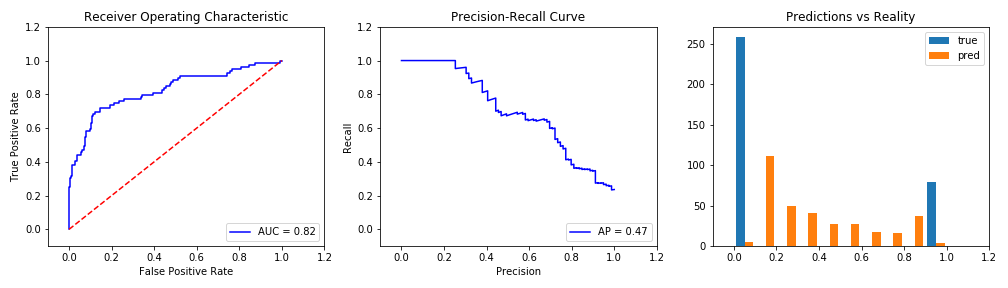 Receiver Operating Characteristic
1.2
1.0
0.8
0.6
0.4
0.2
0.0
True Positive Rate
AUC = 0.82
0.0 0.2 0.4 0.6 0.8 1.0 1.2
False Positive Rate
Precision-Recall Curve
1.2
1.0
0.8
0.6
0.4
0.2
0.0
Recall
AP = 0.47
0.0 0.2 0.4 0.6 0.8 1.0 1.2
Precision
Predictions vs Reality
true
pred
250
200
150
100
50
0
0.0 0.2 0.4 0.6 0.8 1.0 1.2